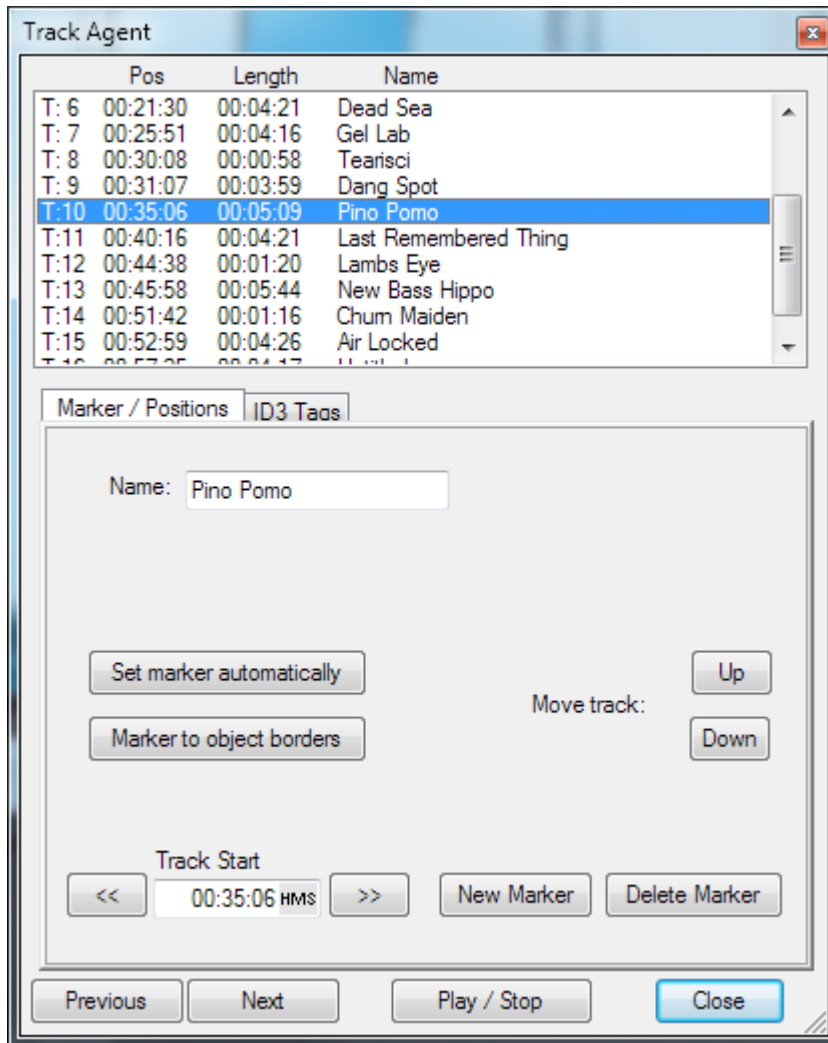 Track Agent
Pos Length Name
T: 6 00:21:30 00:04:21 Dead Sea
T: 7 00:25:51 00:04:16 Gel Lab
T: 8 00:30:08 00:00:58 Tearisci
T: 9 00:31:07 00:03:59 Dang Spot
T:10 00:35:06 00:05:09 Pino Pomo
T:11 00:40:16 00:04:21 Last Remembered Thing
T:12 00:44:38 00:01:20 Lambs Eye
T:13 00:45:58 00:05:44 New Bass Hippo
T:14 00:51:42 00:01:16 Chum Maiden
T:15 00:52:59 00:04:26 Air Locked
Marker / Positions ID3 Tags
Name: Pino Pomo
Set marker automatically Up
Move track:
Marker to object borders Down
Track Start
<< 00:35:06 HMS >> New Marker Delete Marker
Previous Next Play / Stop Close